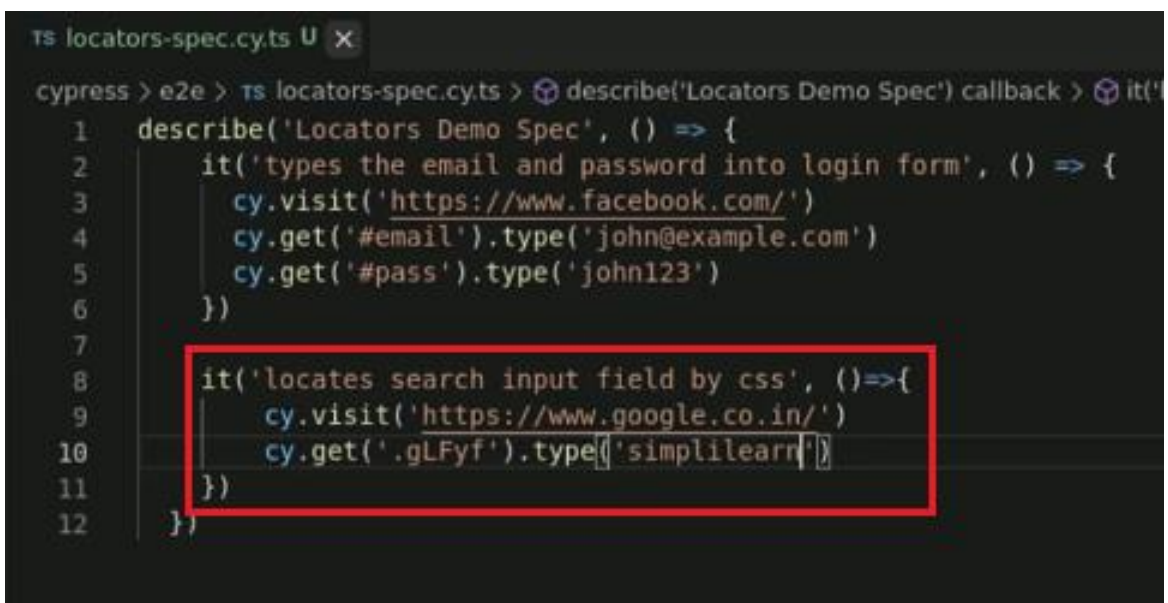 TS locators-spec.cy.ts U ×
cypress > e2e > TS locators-spec.cy.ts > describe('Locators Demo Spec') callback > it('
1 describe('Locators Demo Spec', () => {
2 it('types the email and password into login form', () => {
3 cy.visit('https://www.facebook.com/')
4 cy.get('#email').type('john@example.com')
5 cy.get('#pass').type('john123')
6 })
7
8 it('locates search input field by css', ()=>{
9 cy.visit('https://www.google.co.in/')
10 cy.get('.gLFyf').type('simplilearn')
11 })
12 })